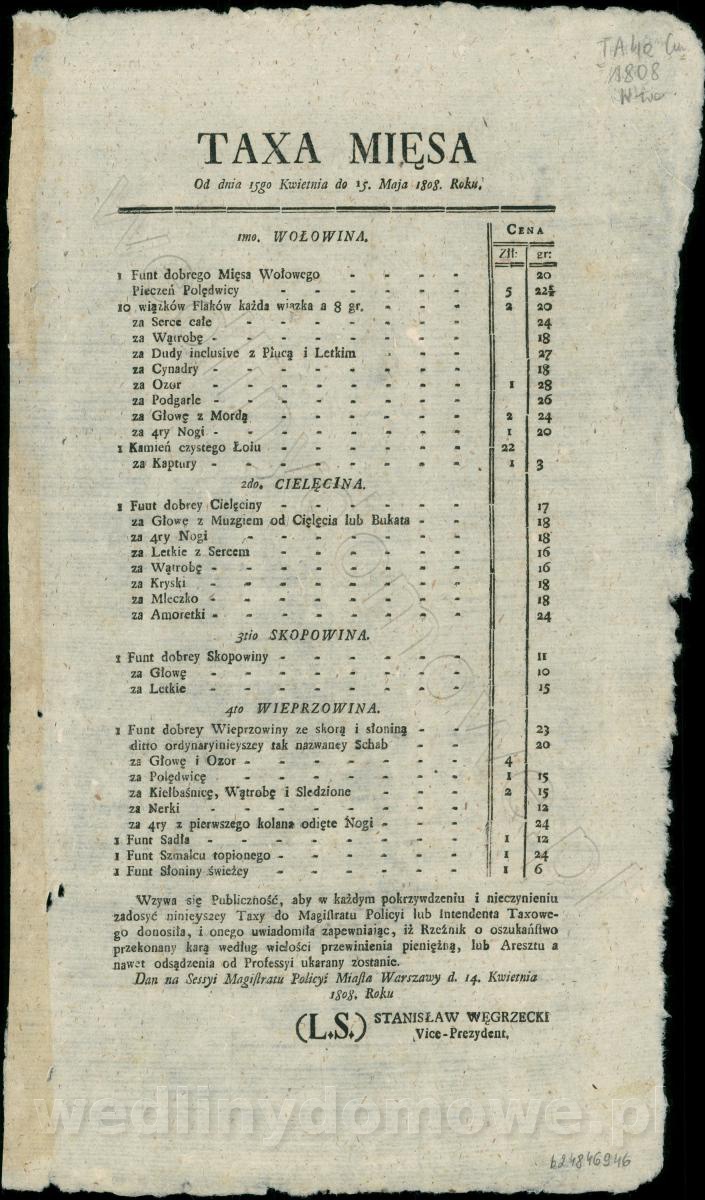 TAXA
1808
TAXA MIĘSA
Od dnia 15go Kwietnia do 15. Maja 1808. Roku.
CENA
1mo. WOŁOWINA. Zlł: gr:
1 Funt dobrego Mięsa Wołowego - - - - 20
Pieczeń Polędwicy - - - - - - - 5 22½
10 wiązków Flaków każda wiązka a 8 gr. - - - 2 20
za Serce całe - - - - - - - 24
za Wątrobę - - - - - - - - 18
za Dudy inclusive z Płucą i Letkim - - - 27
za Cynadry - - - - - - - - 18
za Ozor - - - - - - - - 1 28
za Podgarle - - - - - - - - 26
za Głowę z Mordą - - - - - - 2 24
za 4ry Nogi - - - - - - - - 1 20
1 Kamień czystego Łoiu - - - - - - 22
za Kaptury - - - - - - - - 1 3
2do. CIELĘCINA.
1 Funt dobrey Cielęciny - - - - - - 17
za Głowę z Muzgiem od Cięlęcia lub Bukata - - 18
za 4ry Nogi - - - - - - - 18
za Letkie z Sercem - - - - - - 16
za Wątrobę - - - - - - - - 16
za Kryski - - - - - - - - 18
za Mleczko - - - - - - - - 18
za Amoretki - - - - - - - - 24
3tio SKOPOWINA.
1 Funt dobrey Skopowiny - - - - - - 11
za Głowę - - - - - - - - 10
za Letkie - - - - - - - - 15
4to WIEPRZOWINA.
1 Funt dobrey Wieprzowiny ze skorą i słoniną - - 23
ditto ordynaryinieyszey tak nazwaney Schab - - 20
za Głowę i Ozor - - - - - - - 4
za Polędwicę - - - - - - - - 1 15
za Kiełbaśnicę, Wątrobę i Sledzione - - - - 2 15
za Nerki - - - - - - - - 12
za 4ry z pierwszego kolana odięte Nogi - - - 24
1 Funt Sadła - - - - - - - - 1 12
1 Funt Szmalcu topionego - - - - - - 1 24
1 Funt Słoniny świeżey - - - - - - 1 6
Wzywa się Publiczność, aby w każdym pokrzywdzeniu i nieczynieniu
zadosyć ninieyszey Taxy do Magistratu Policyi lub Intendenta Taxowe-
go donosiła, i onego uwiadomiła zapewniaiąc, iż Rzeźnik o oszukaństwo
przekonany karą według wielości przewinienia pieniężną, lub Aresztu a
nawet odsądzenia od Professyi ukarany zostanie.
Dan na Sessyi Magistratu Policyi Miasta Warszawy d. 14. Kwietnia
1808. Roku
(L.S.) STANISŁAW WĘGRZECKI
Vice-Prezydent.
wedlinydomowe.pl
b24846946